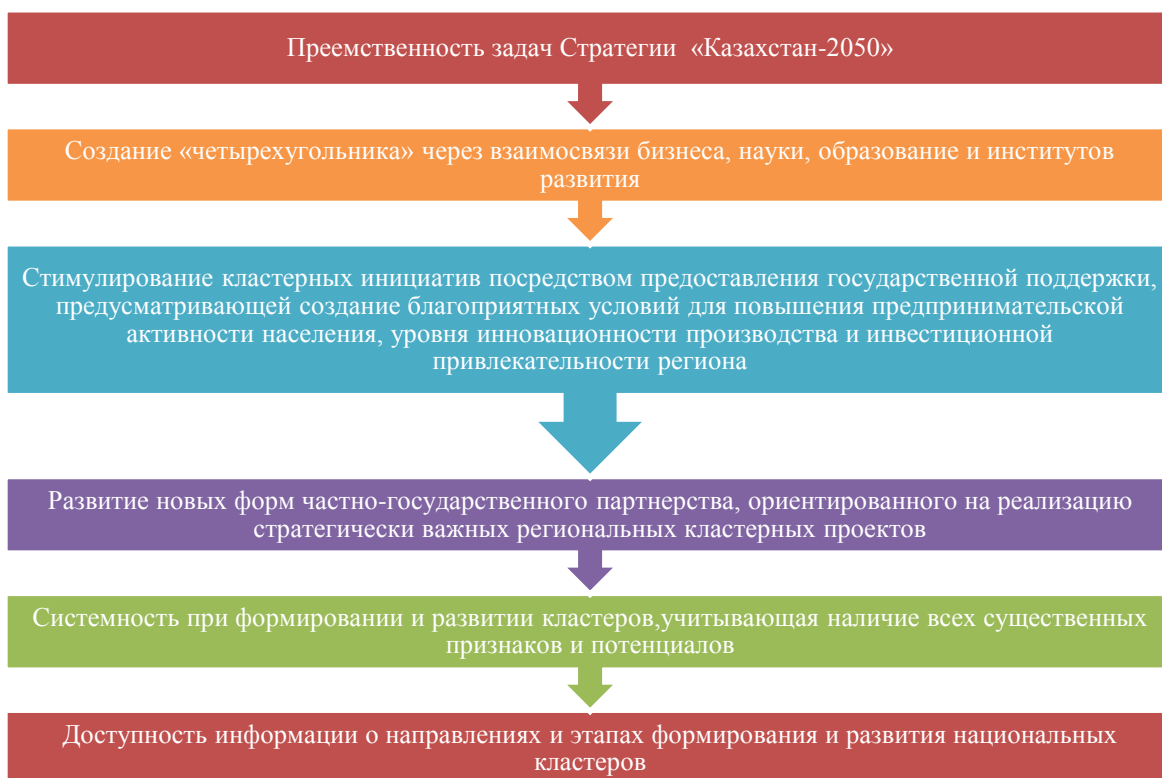 Преемственность задач Стратегии «Казахстан-2050»
Создание «четырехугольника» через взаимосвязи бизнеса, науки, образование и институтов
развития
Стимулирование кластерных инициатив посредством предоставления государственной поддержки,
предусматривающей создание благоприятных условий для повышения предпринимательской
активности населения, уровня инновационности производства и инвестиционной
привлекательности региона
Развитие новых форм частно-государственного партнерства, ориентированного на реализацию
стратегически важных региональных кластерных проектов
Системность при формировании и развитии кластеров,учитывающая наличие всех существенных
признаков и потенциалов
Доступность информации о направлениях и этапах формирования и развития национальных
кластеров